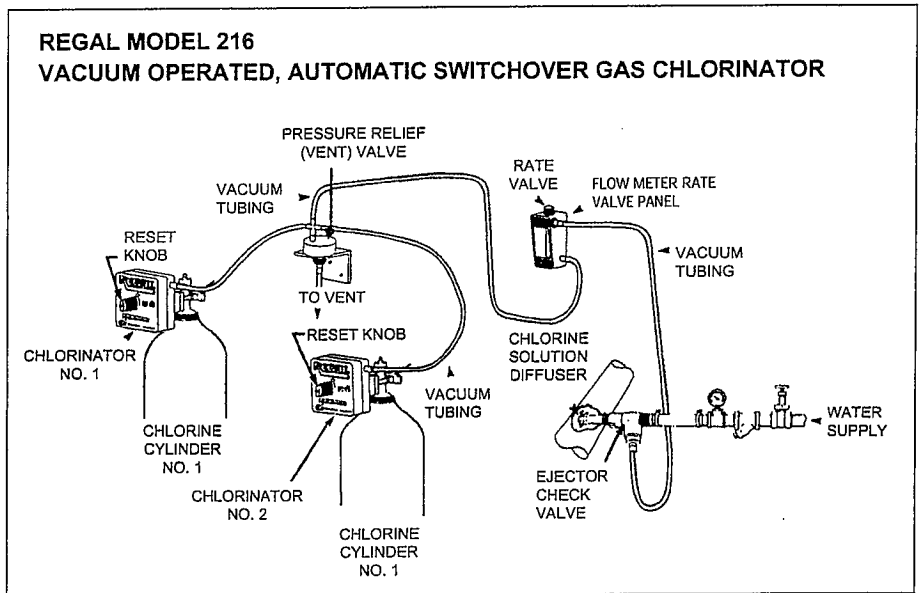 REGAL MODEL 216
VACUUM OPERATED, AUTOMATIC SWITCHOVER GAS CHLORINATOR
PRESSURE RELIEF
(VENT) VALVE
VACUUM
TUBING
RATE
VALVE
FLOW METER RATE
VALVE PANEL
RESET
KNOB
VACUUM
TUBING
TO VENT
RESET KNOB
CHLORINATOR
NO. 1
CHLORINE
SOLUTION
DIFFUSER
VACUUM
TUBING
WATER
SUPPLY
CHLORINE
CYLINDER
NO. 1
EJECTOR
CHECK
VALVE
CHLORINATOR
NO. 2
CHLORINE
CYLINDER
NO. 1